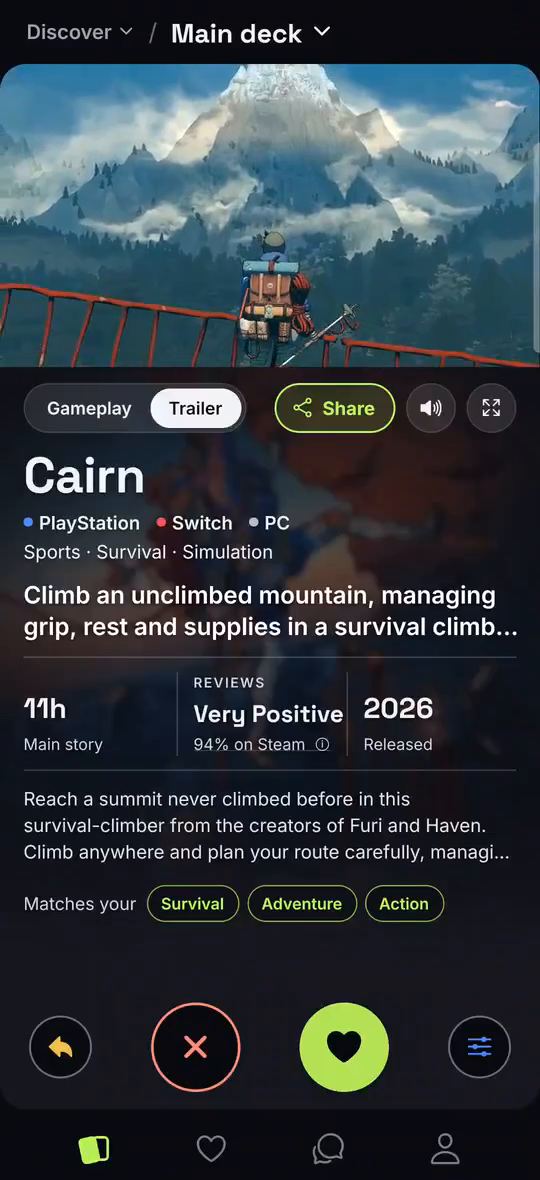 Discover / Main deck
Gameplay Trailer Share
Cairn
PlayStation Switch PC
Sports · Survival · Simulation
Climb an unclimbed mountain, managing
grip, rest and supplies in a survival climb...
11h
Main story
REVIEWS
Very Positive
94% on Steam
2026
Released
Reach a summit never climbed before in this
survival-climber from the creators of Furi and Haven.
Climb anywhere and plan your route carefully, managi...
Matches your Survival Adventure Action